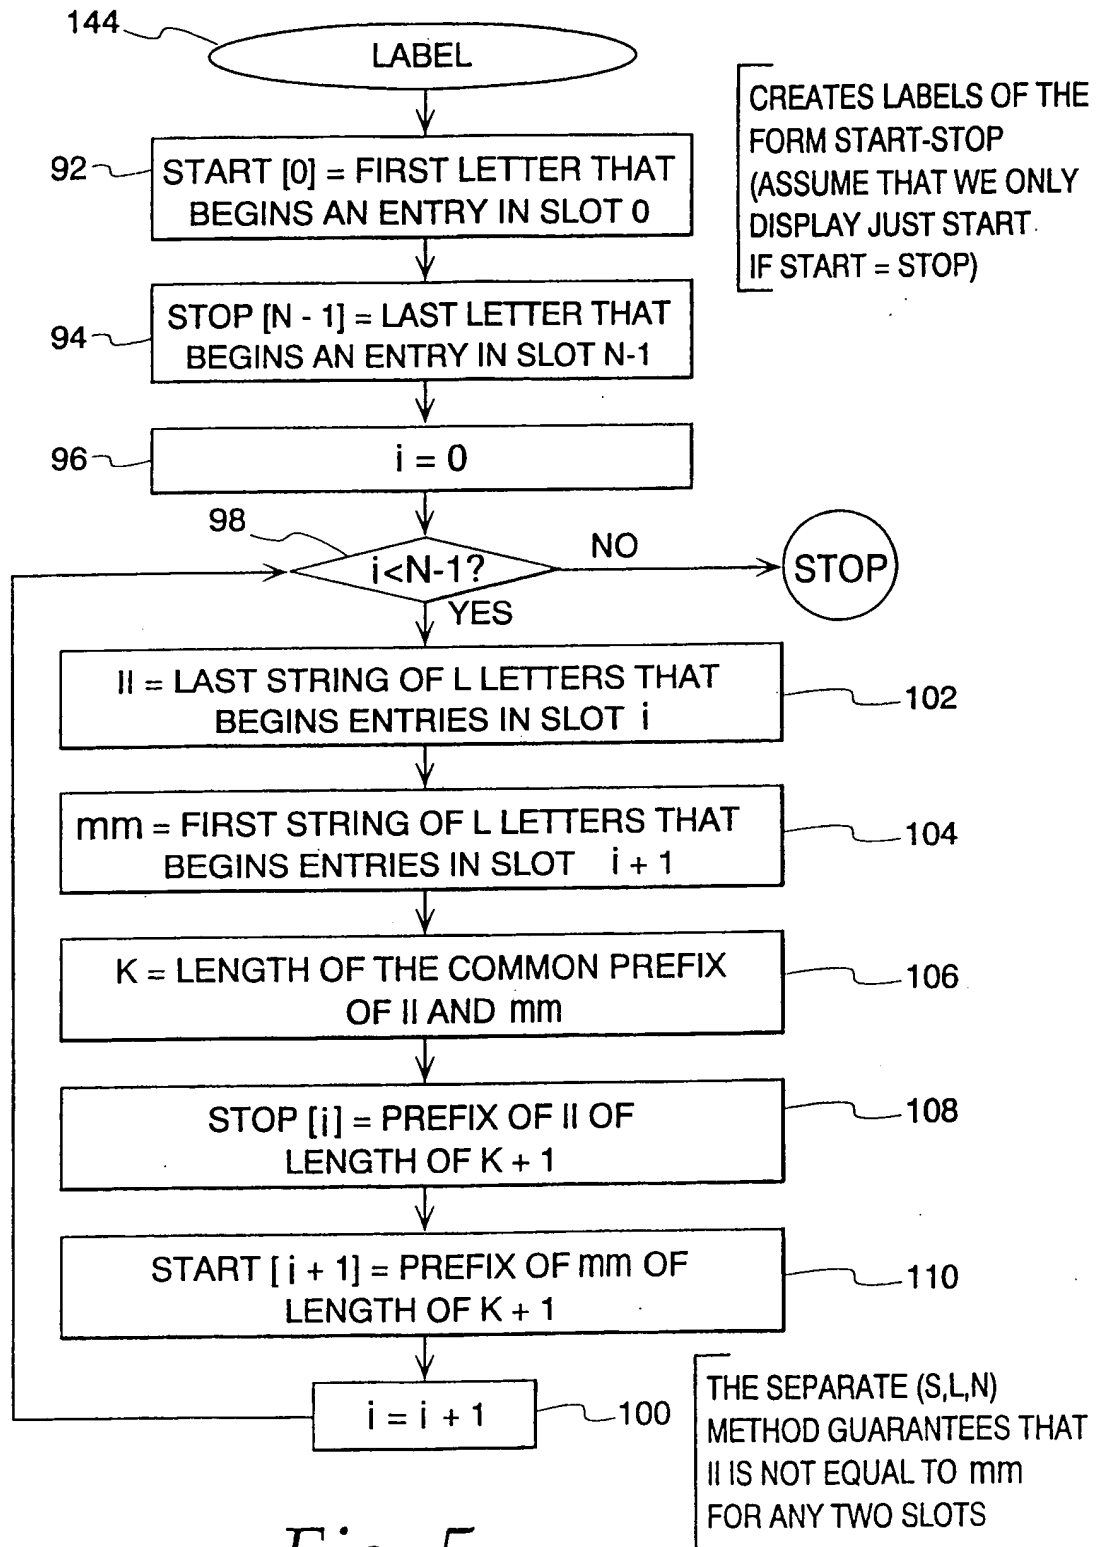 144
LABEL
CREATES LABELS OF THE
FORM START-STOP
(ASSUME THAT WE ONLY
DISPLAY JUST START
IF START = STOP)
92
START [0] = FIRST LETTER THAT
BEGINS AN ENTRY IN SLOT 0
94
STOP [N - 1] = LAST LETTER THAT
BEGINS AN ENTRY IN SLOT N-1
96
i = 0
98
i<N-1?
NO
STOP
YES
ll = LAST STRING OF L LETTERS THAT
BEGINS ENTRIES IN SLOT i
102
mm = FIRST STRING OF L LETTERS THAT
BEGINS ENTRIES IN SLOT i + 1
104
K = LENGTH OF THE COMMON PREFIX
OF ll AND mm
106
STOP [i] = PREFIX OF ll OF
LENGTH OF K + 1
108
START [i + 1] = PREFIX OF mm OF
LENGTH OF K + 1
110
i = i + 1
100
THE SEPARATE (S,L,N)
METHOD GUARANTEES THAT
ll IS NOT EQUAL TO mm
FOR ANY TWO SLOTS
Fig. 5